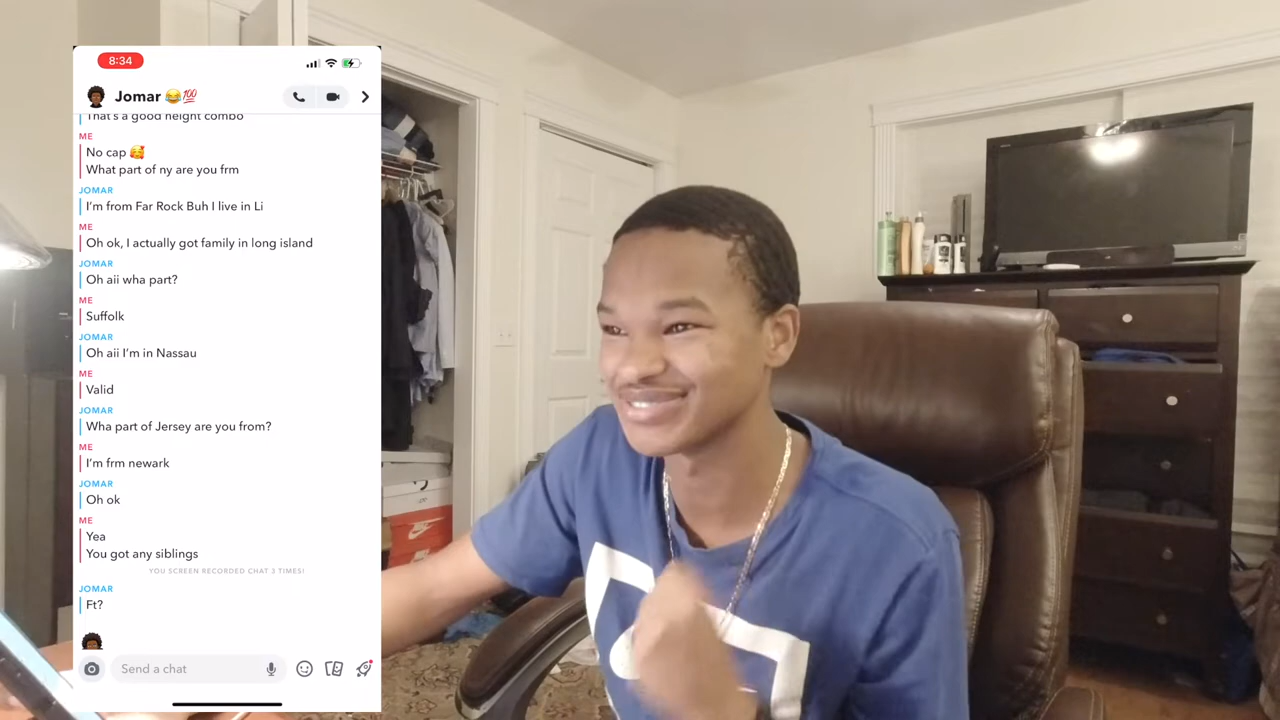 8:34
Jomar 😂💯
That's a good height combo
ME
No cap 🥰
What part of ny are you frm
JOMAR
I'm from Far Rock Buh I live in Li
ME
Oh ok, I actually got family in long island
JOMAR
Oh aii wha part?
ME
Suffolk
JOMAR
Oh aii I'm in Nassau
ME
Valid
JOMAR
Wha part of Jersey are you from?
ME
I'm frm newark
JOMAR
Oh ok
ME
Yea
You got any siblings
YOU SCREEN RECORDED CHAT 3 TIMES!
JOMAR
Ft?
Send a chat